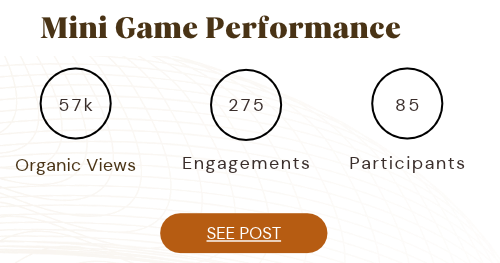 Mini Game Performance
57k
275
85
Organic Views
Engagements
Participants
SEE POST